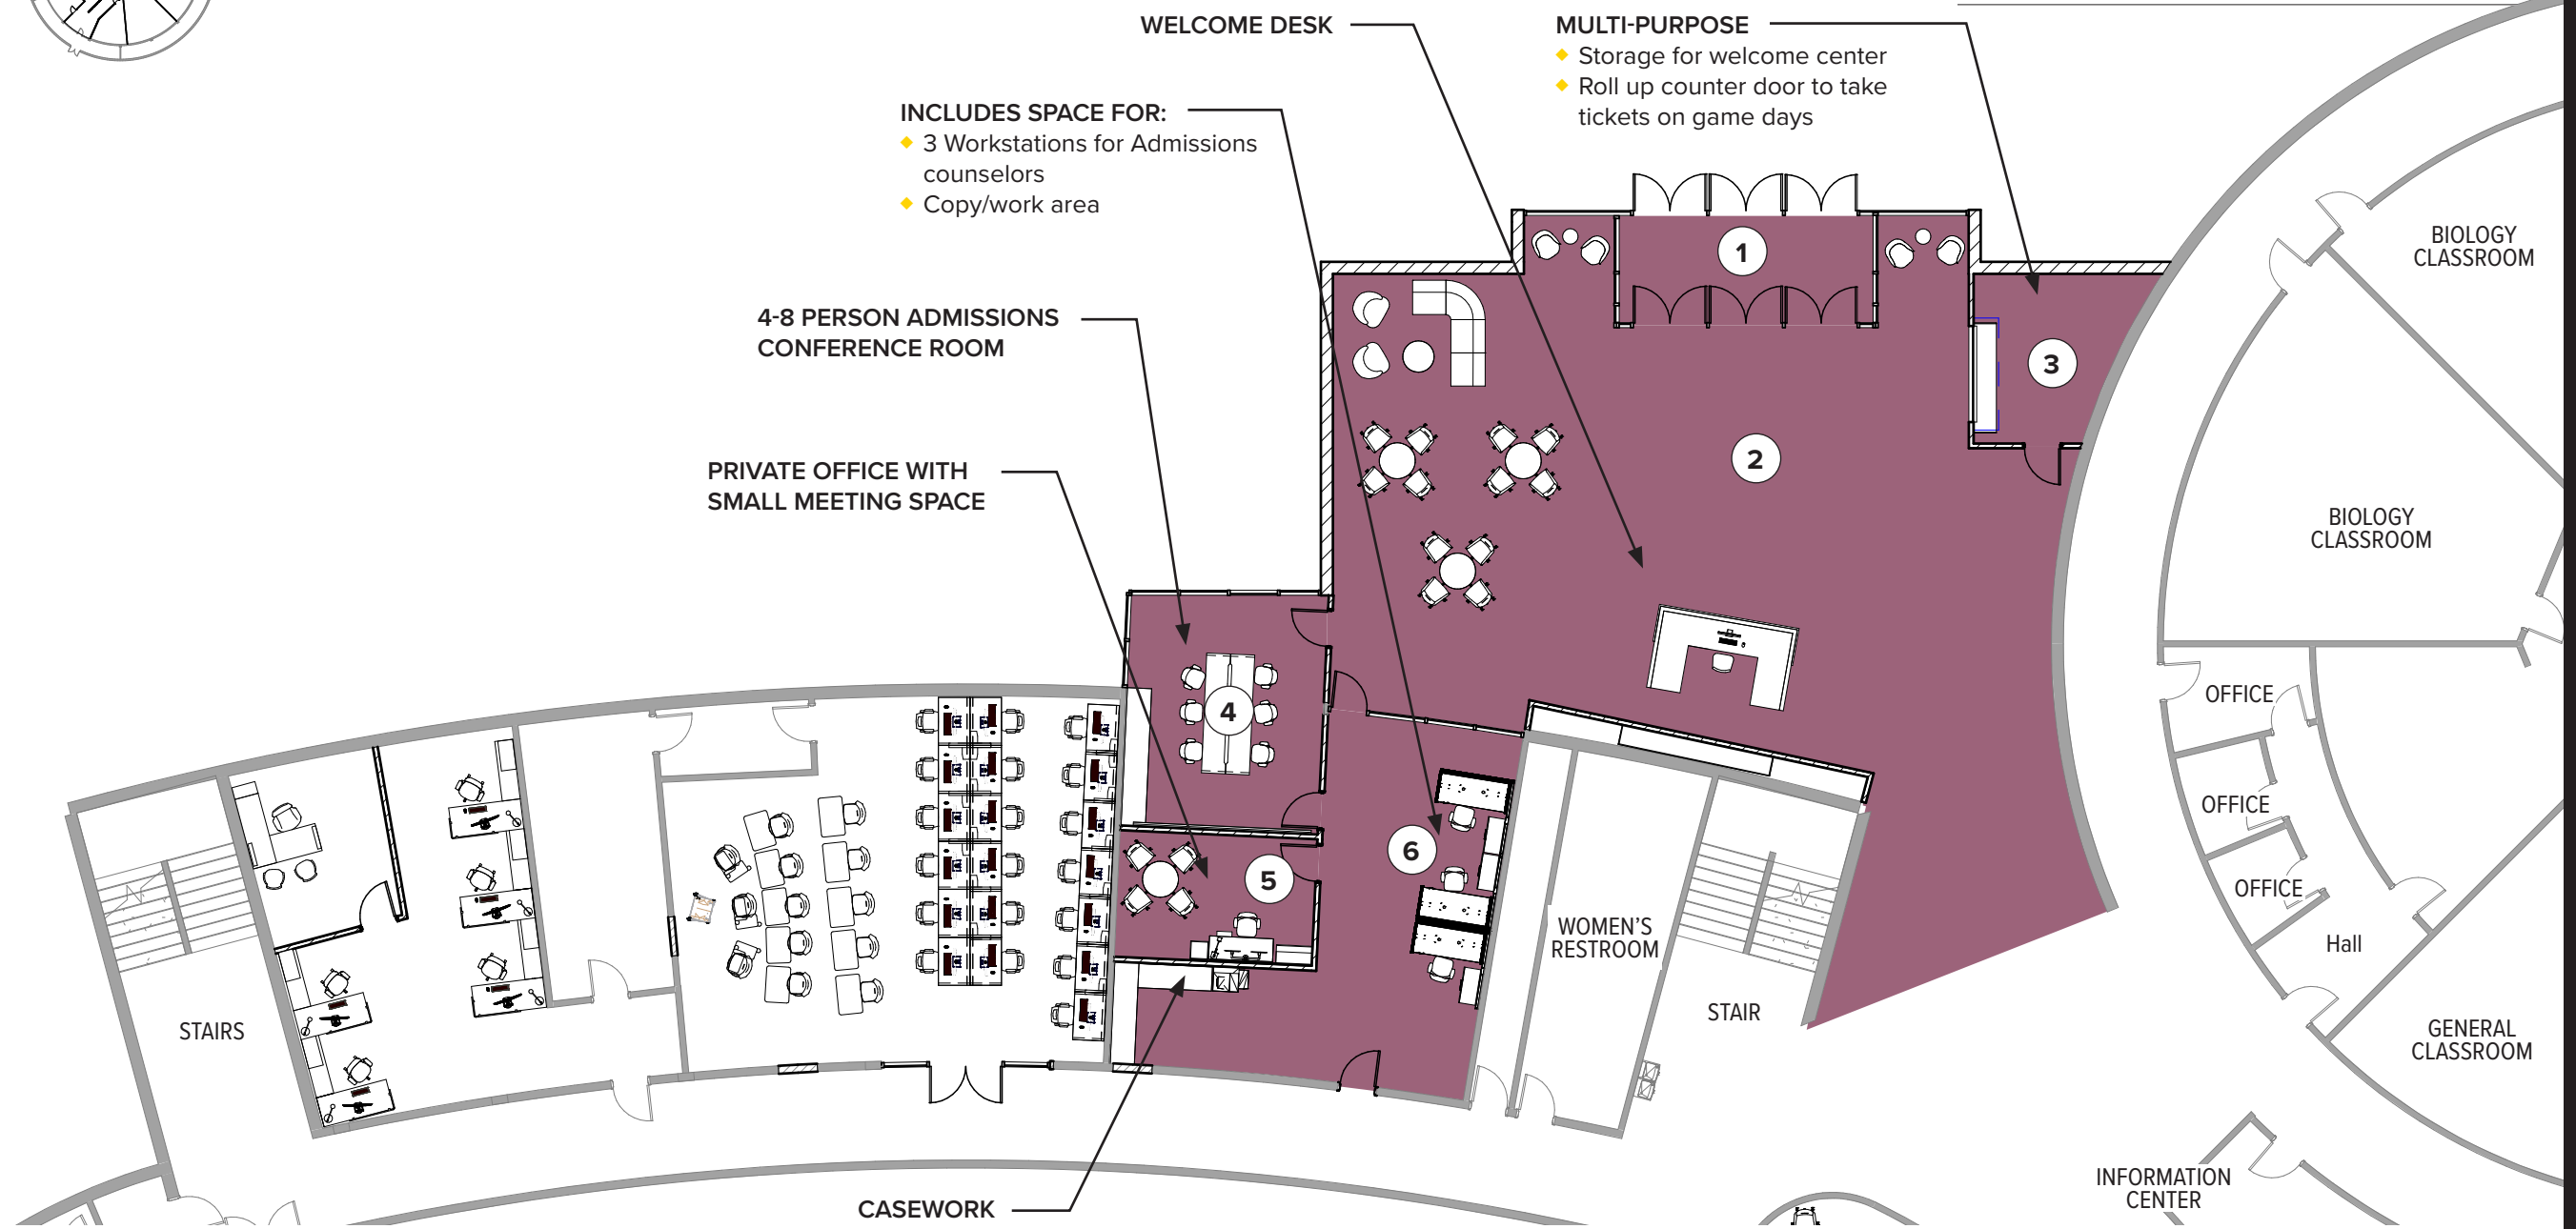 WELCOME DESK
MULTI-PURPOSE
◆ Storage for welcome center
◆ Roll up counter door to take
tickets on game days
INCLUDES SPACE FOR:
◆ 3 Workstations for Admissions
counselors
◆ Copy/work area
4-8 PERSON ADMISSIONS
CONFERENCE ROOM
PRIVATE OFFICE WITH
SMALL MEETING SPACE
1
2
3
4
5
6
BIOLOGY
CLASSROOM
BIOLOGY
CLASSROOM
OFFICE
OFFICE
OFFICE
Hall
GENERAL
CLASSROOM
WOMEN'S
RESTROOM
STAIR
STAIRS
CASEWORK
INFORMATION
CENTER